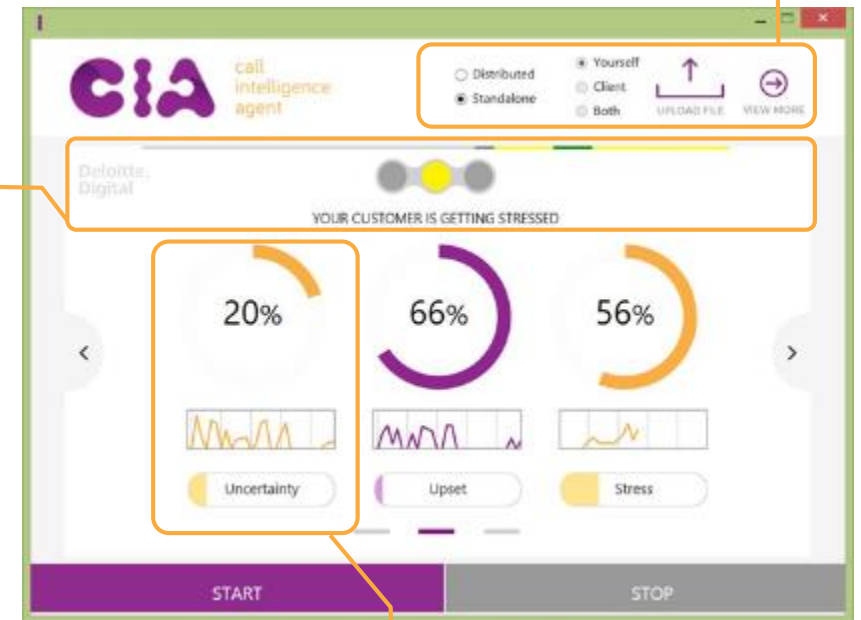 CIA
call
intelligence
agent
Distributed
Standalone
Yourself
Client
Both
UPLOAD FILE
VIEW MORE
Deloitte.
Digital
YOUR CUSTOMER IS GETTING STRESSED
20%
66%
56%
Uncertainty
Upset
Stress
START
STOP